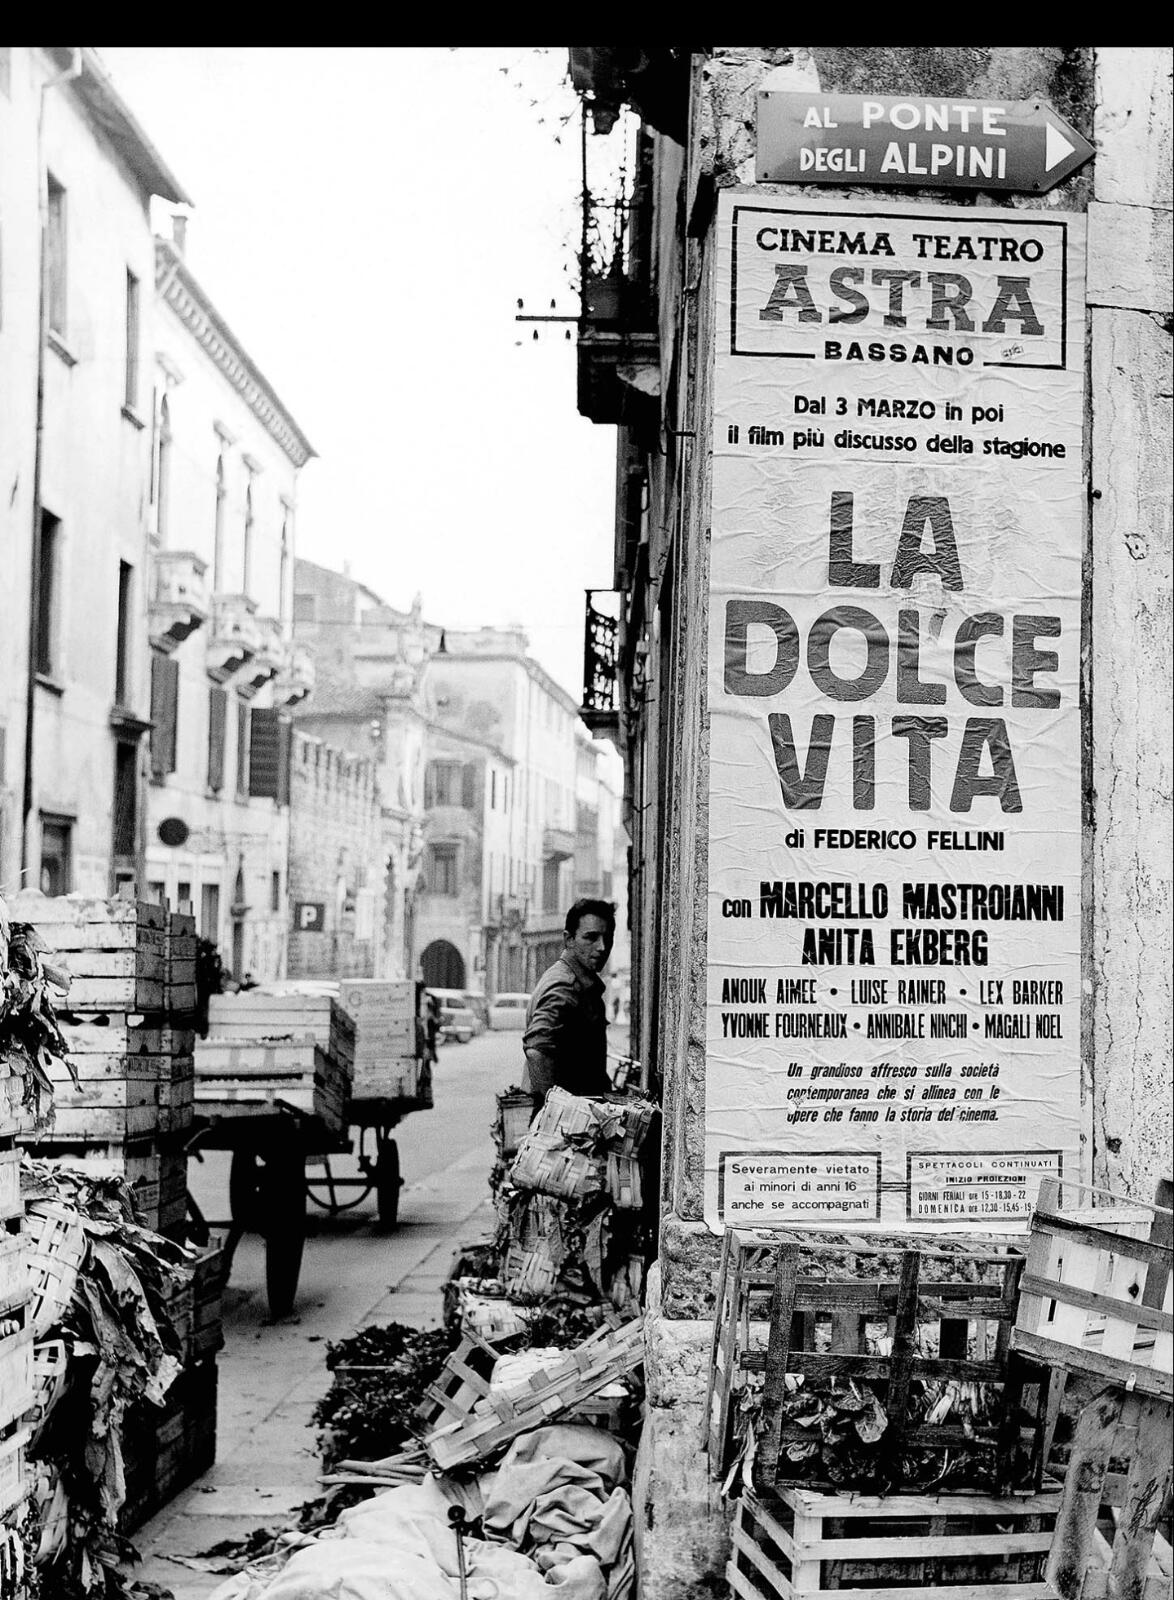 AL PONTE
DEGLI ALPINI
CINEMA TEATRO
ASTRA
BASSANO
Dal 3 MARZO in poi
il film più discusso della stagione
LA
DOLCE
VITA
di FEDERICO FELLINI
con MARCELLO MASTROIANNI
ANITA EKBERG
ANOUK AIMEE • LUISE RAINER • LEX BARKER
YVONNE FOURNEAUX • ANNIBALE NINCHI • MAGALI NOEL
Un grandioso affresco sulla società
contemporanea che si allinea con le
opere che fanno la storia del cinema.
Severamente vietato
ai minori di anni 16
anche se accompagnati
SPETTACOLI CONTINUATI
INIZIO PROIEZIONI
GIORNI FERIALI ore 15 - 18,30 - 22
DOMENICA ore 12,30 - 15,45 - 19 -
P